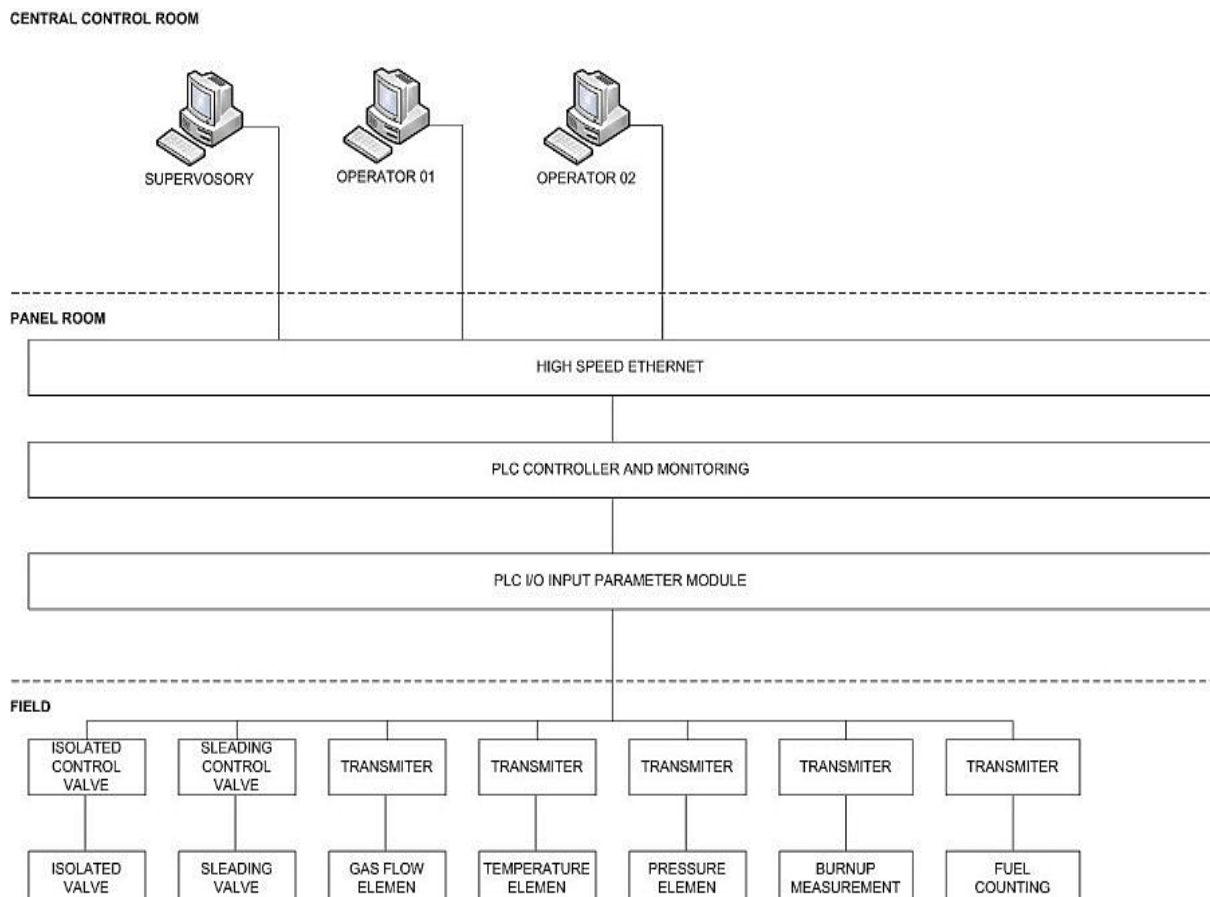 CENTRAL CONTROL ROOM
SUPERVOSORY
OPERATOR 01
OPERATOR 02
PANEL ROOM
HIGH SPEED ETHERNET
PLC CONTROLLER AND MONITORING
PLC I/O INPUT PARAMETER MODULE
FIELD
ISOLATED
CONTROL
VALVE
SLEADING
CONTROL
VALVE
TRANSMITER
TRANSMITER
TRANSMITER
TRANSMITER
TRANSMITER
ISOLATED
VALVE
SLEADING
VALVE
GAS FLOW
ELEMEN
TEMPERATURE
ELEMEN
PRESSURE
ELEMEN
BURNUP
MEASUREMENT
FUEL
COUNTING